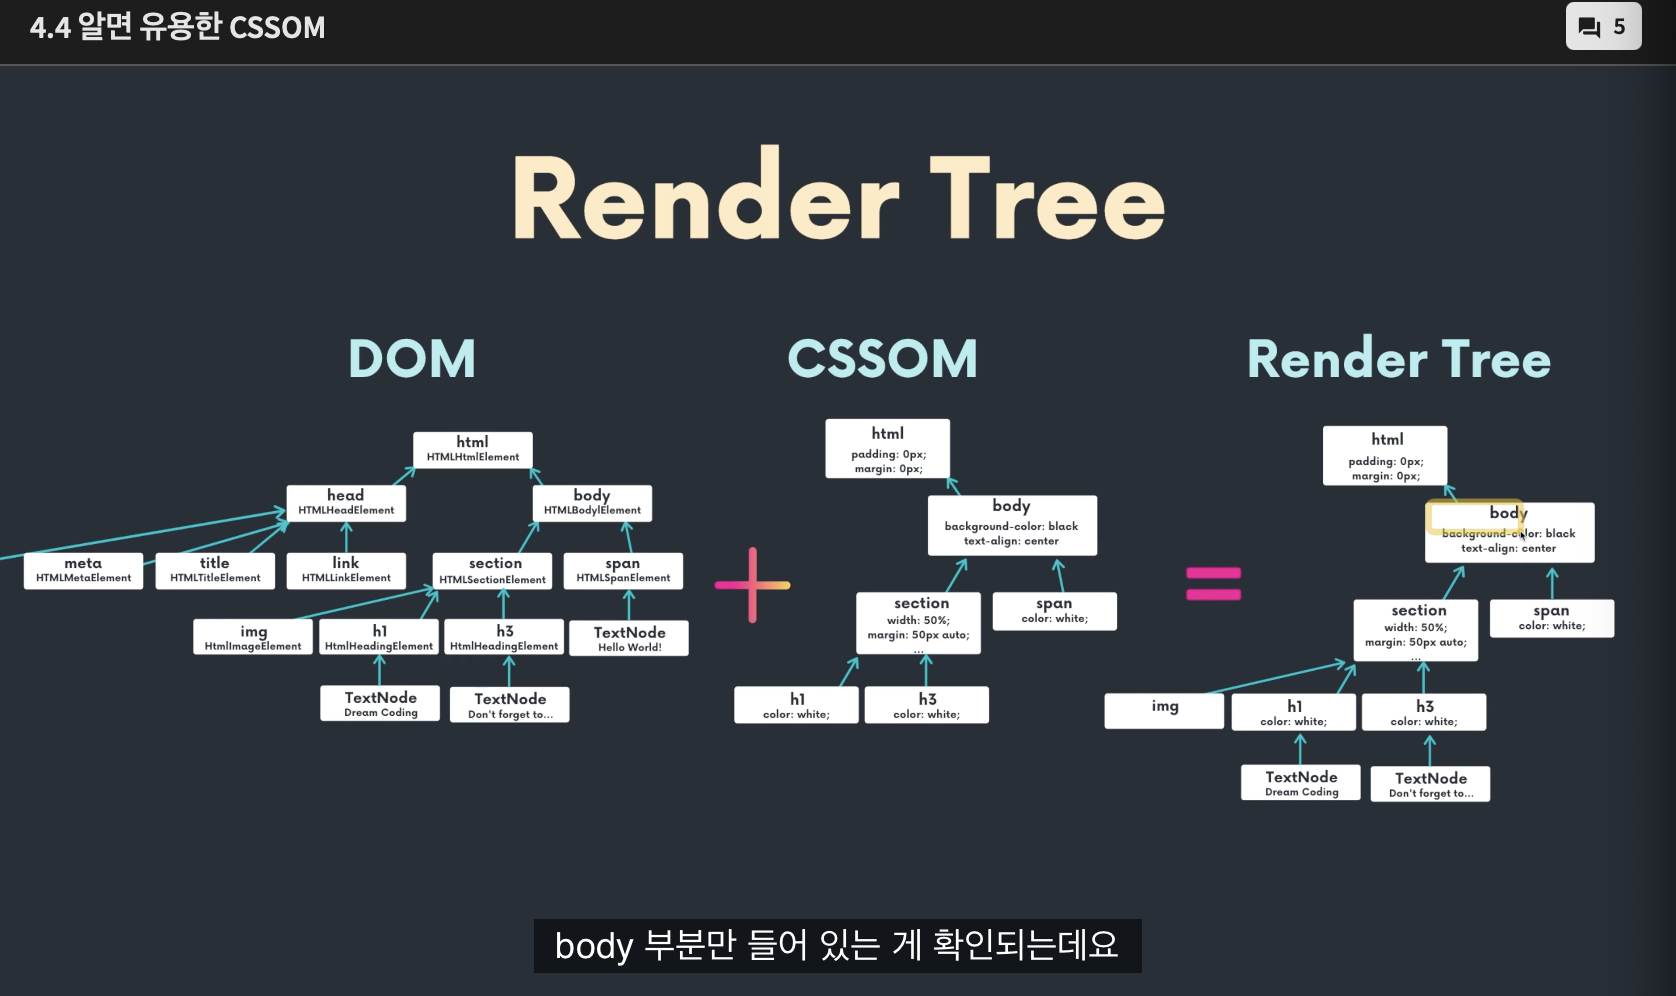 4.4 알면 유용한 CSSOM
5
Render Tree
DOM
html
HTMLHtmlElement
head
HTMLHeadElement
body
HTMLBodylElement
meta
HTMLMetaElement
title
HTMLTitleElement
link
HTMLLinkElement
section
HTMLSectionElement
span
HTMLSpanElement
img
HtmlImageElement
h1
HtmlHeadingElement
h3
HtmlHeadingElement
TextNode
Hello World!
TextNode
Dream Coding
TextNode
Don't forget to...
CSSOM
html
padding: 0px;
margin: 0px;
body
background-color: black
text-align: center
section
width: 50%;
margin: 50px auto;
...
span
color: white;
h1
color: white;
h3
color: white;
Render Tree
html
padding: 0px;
margin: 0px;
body
background-color: black
text-align: center
section
width: 50%;
margin: 50px auto;
...
span
color: white;
img
h1
color: white;
h3
color: white;
TextNode
Dream Coding
TextNode
Don't forget to...
body 부분만 들어 있는 게 확인되는데요